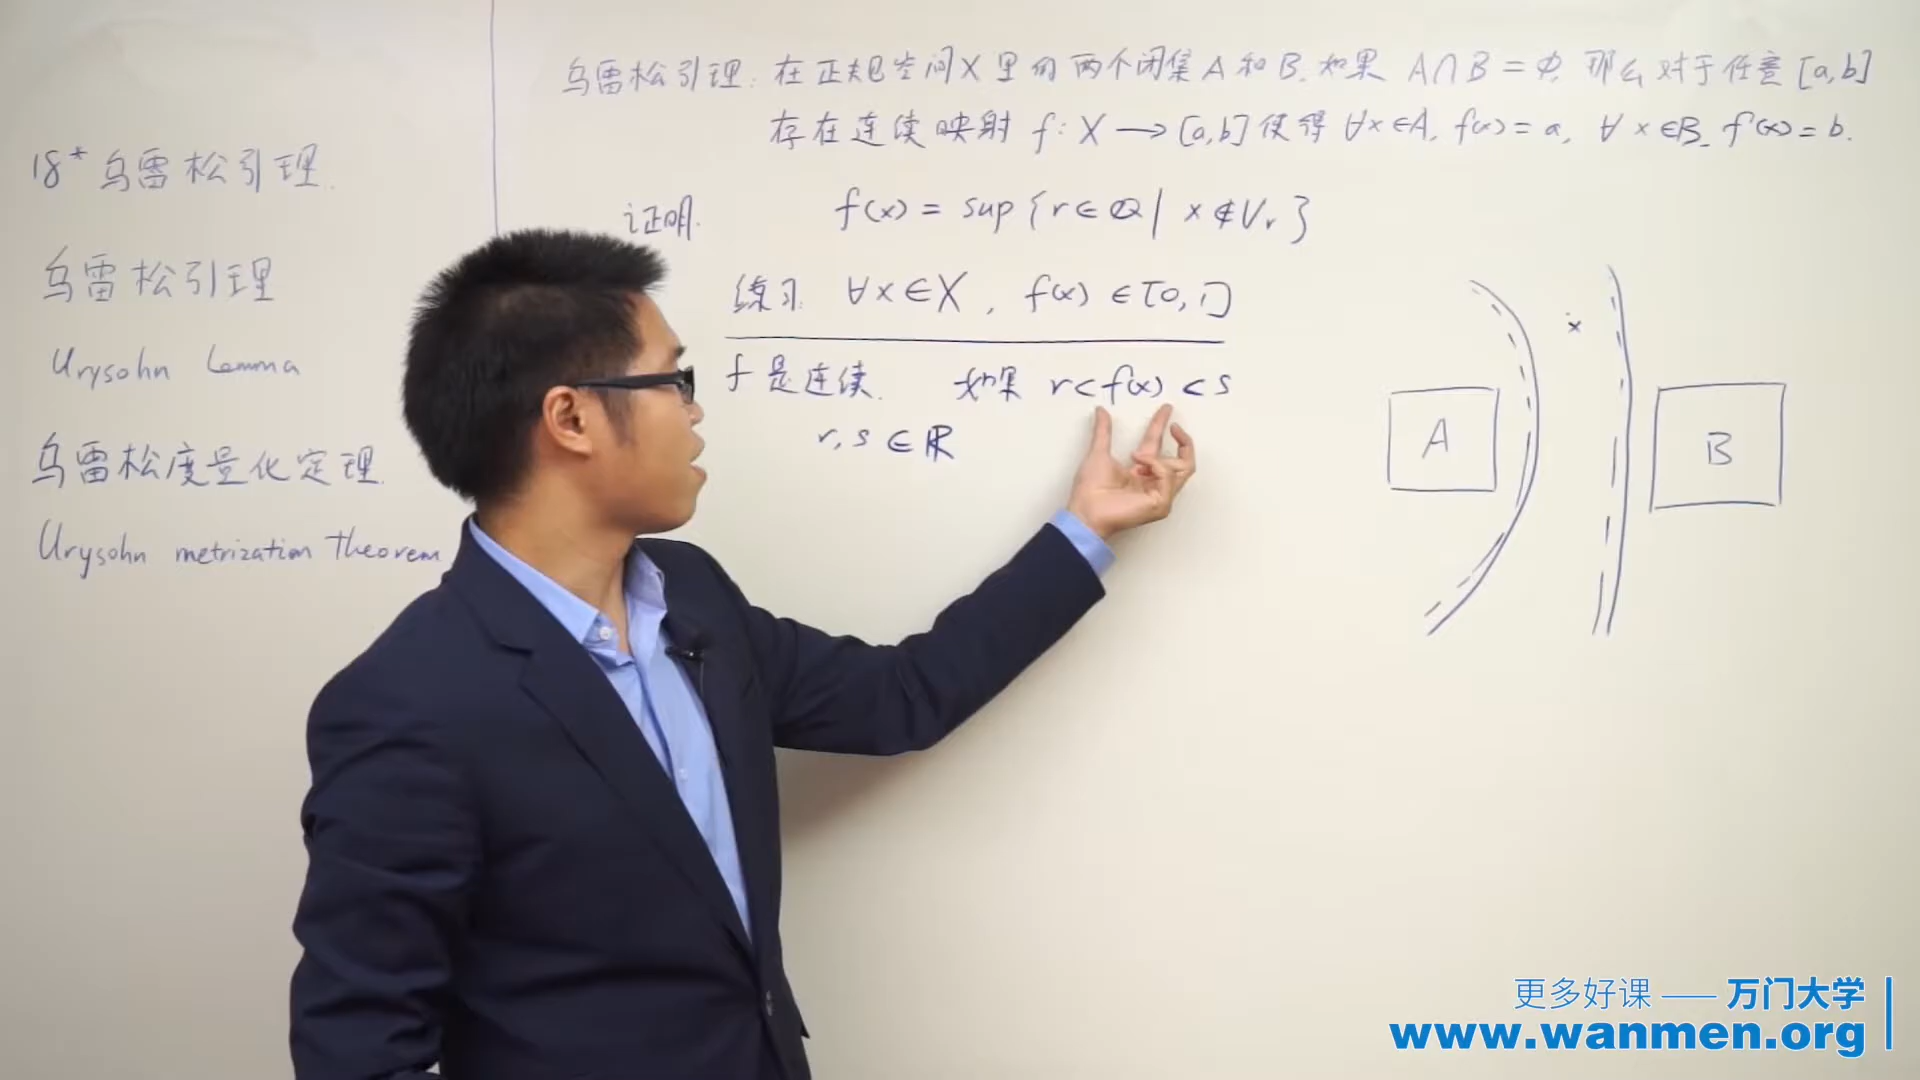 18* 乌雷松引理.
乌雷松引理
Urysohn Lemma
乌雷松度量化定理.
Urysohn metrization Theorem
乌雷松引理: 在正规空间X里的两个闭集A和B. 如果 A∩B=Φ, 那么对于任意[a,b]
存在连续映射 f: X → [a,b] 使得 ∀x∈A, f(x)=a, ∀x∈B, f(x)=b.
证明. f(x) = sup{r∈Q | x∉Vr}
练习: ∀x∈X, f(x)∈[0,1]
f 是连续. 如果 r<f(x)<s
r, s ∈ ℝ
x
A
B
更多好课 —— 万门大学
www.wanmen.org